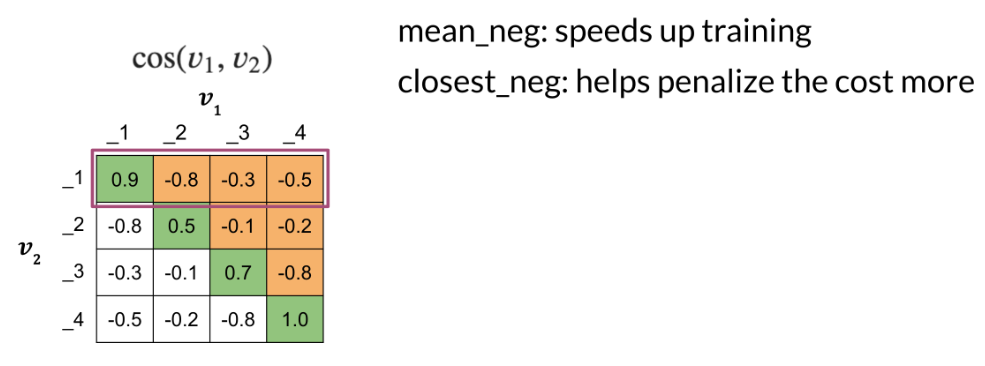 mean_neg: speeds up training
closest_neg: helps penalize the cost more
cos(v1, v2)
v1
_1 _2 _3 _4
_1 0.9 -0.8 -0.3 -0.5
_2 -0.8 0.5 -0.1 -0.2
v2
_3 -0.3 -0.1 0.7 -0.8
_4 -0.5 -0.2 -0.8 1.0